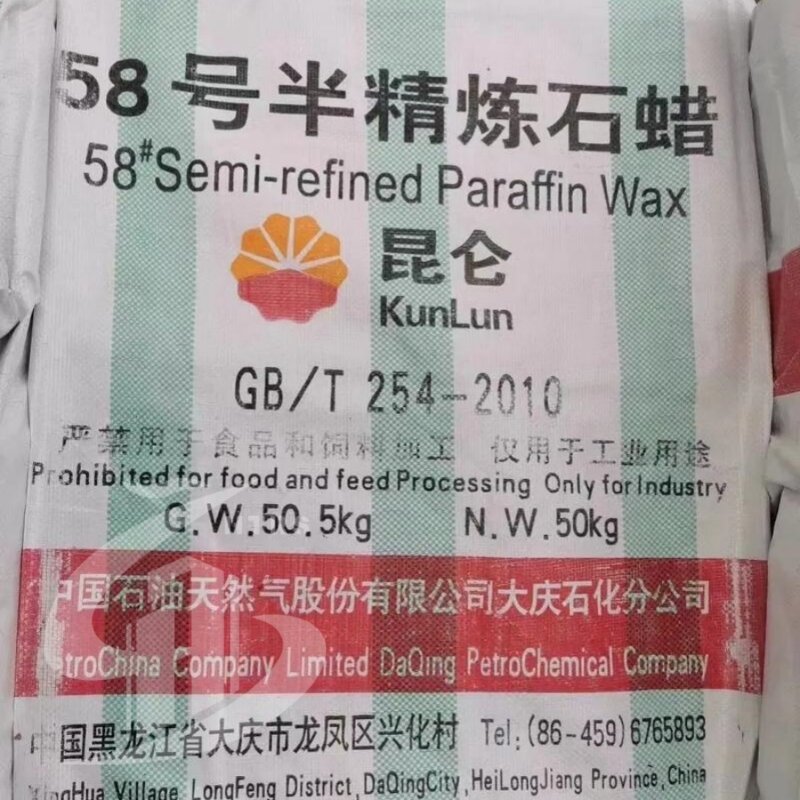 58号半精炼石蜡
58#Semi-refined Paraffin Wax
昆仑
KunLun
GB/T 254-2010
严禁用于食品和饲料加工 仅用于工业用途
Prohibited for food and feed Processing Only for Industry
G.W.50.5kg N.W.50kg
中国石油天然气股份有限公司大庆石化分公司
PetroChina Company Limited DaQing PetroChemical Company
中国黑龙江省大庆市龙凤区兴化村 Tel:(86-459)6765893
XingHua Village, LongFeng District, DaQingCity, HeiLongJiang Province, China